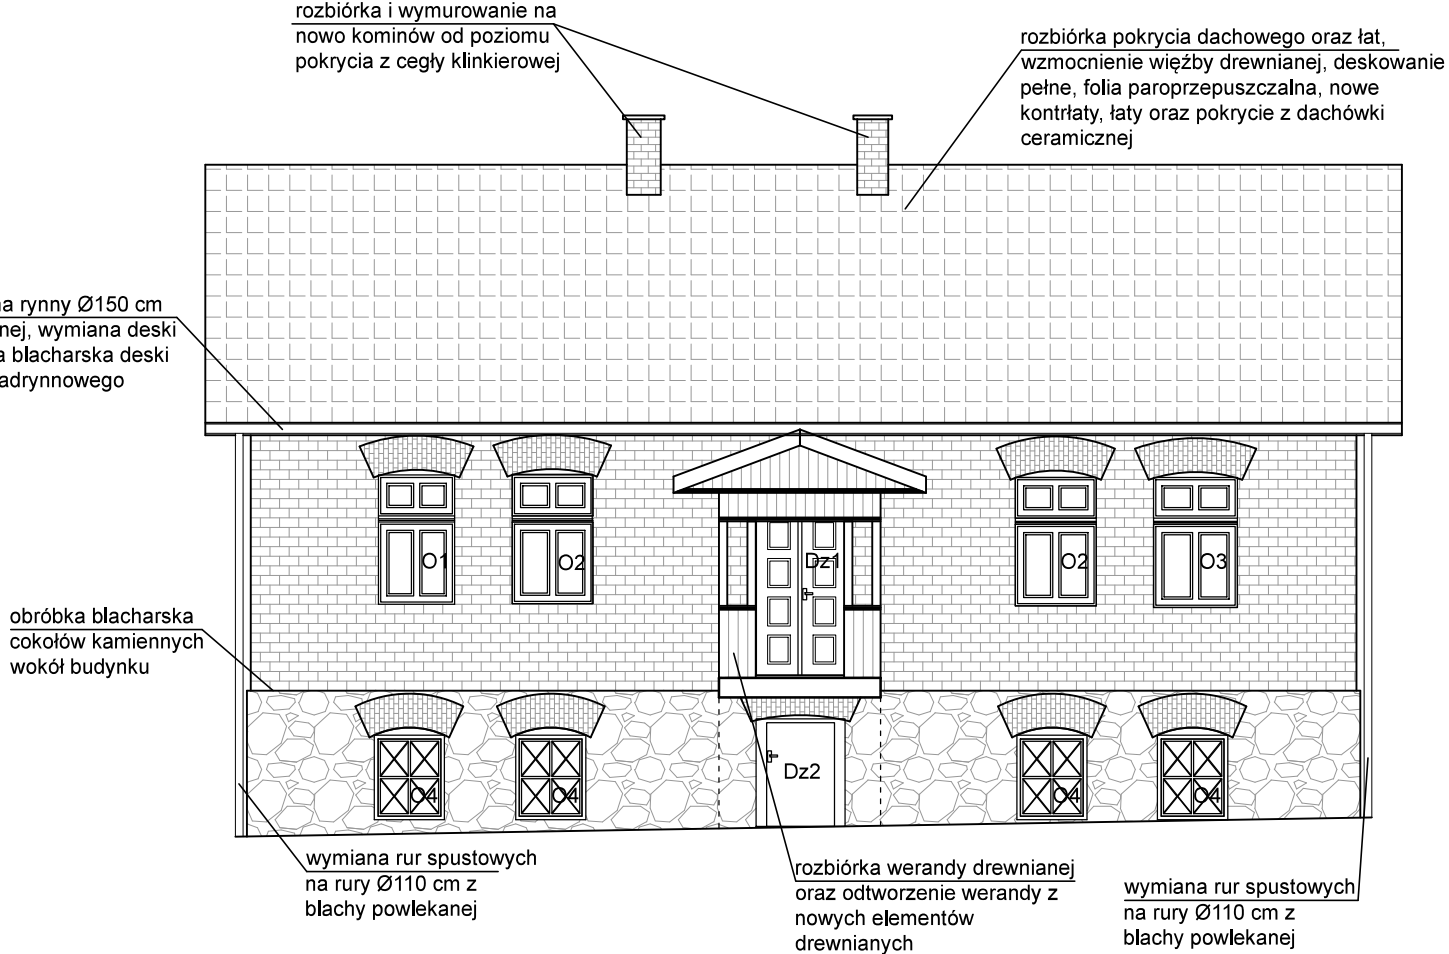 rozbiórka i wymurowanie na
nowo kominów od poziomu
pokrycia z cegły klinkierowej
rozbiórka pokrycia dachowego oraz łat,
wzmocnienie więźby drewnianej, deskowanie
pełne, folia paroprzepuszczalna, nowe
kontrłaty, łaty oraz pokrycie z dachówki
ceramicznej
rynny Ø150 cm
wymiana deski
blacharska deski
O1
O2
Dz1
O2
O3
obróbka blacharska
cokołów kamiennych
wokół budynku
O4
O4
Dz2
O4
O4
wymiana rur spustowych
na rury Ø110 cm z
blachy powlekanej
rozbiórka werandy drewnianej
oraz odtworzenie werandy z
nowych elementów
drewnianych
wymiana rur spustowych
na rury Ø110 cm z
blachy powlekanej